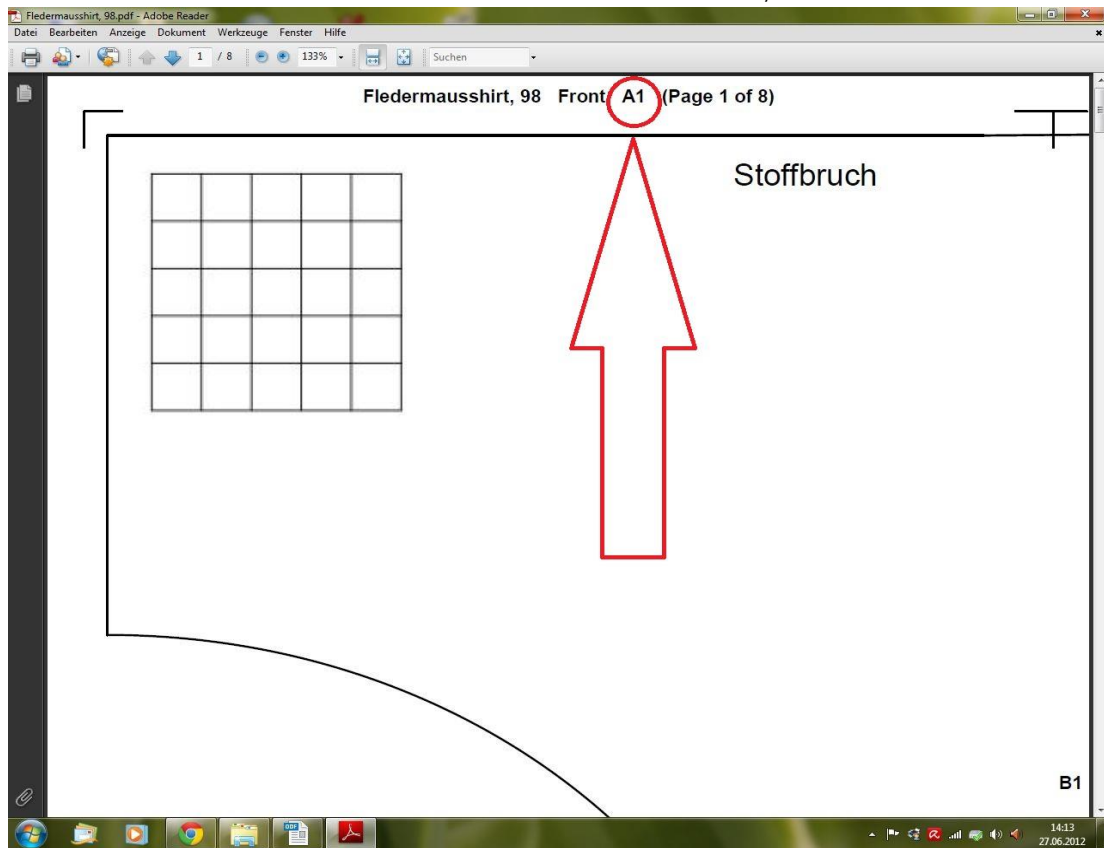 Fledermausshirt, 98.pdf - Adobe Reader
Datei Bearbeiten Anzeige Dokument Werkzeuge Fenster Hilfe
1 / 8 133% Suchen
Fledermausshirt, 98 Front A1 (Page 1 of 8)
Stoffbruch
B1
14:13
27.06.2012